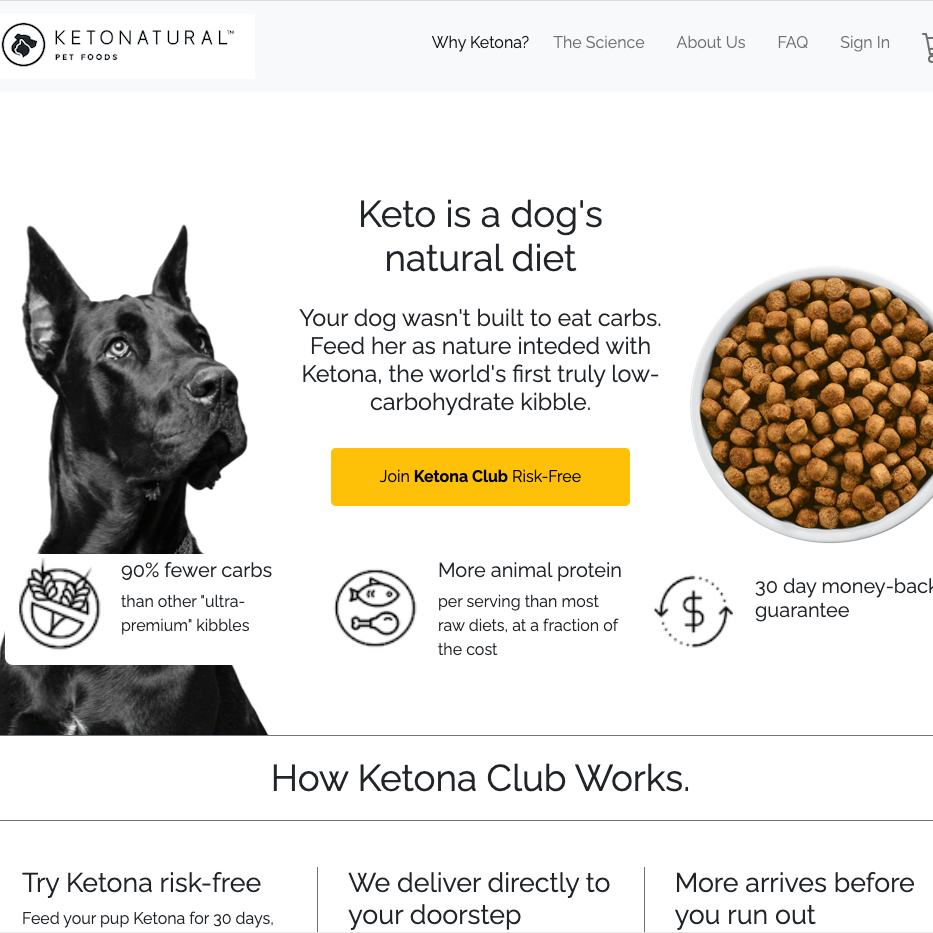 KETONATURAL™
PET FOODS
Why Ketona?
The Science
About Us
FAQ
Sign In
Keto is a dog's
natural diet
Your dog wasn't built to eat carbs.
Feed her as nature inteded with
Ketona, the world's first truly low-
carbohydrate kibble.
Join Ketona Club Risk-Free
90% fewer carbs
than other "ultra-
premium" kibbles
More animal protein
per serving than most
raw diets, at a fraction of
the cost
30 day money-back
guarantee
How Ketona Club Works.
Try Ketona risk-free
Feed your pup Ketona for 30 days,
We deliver directly to
your doorstep
More arrives before
you run out